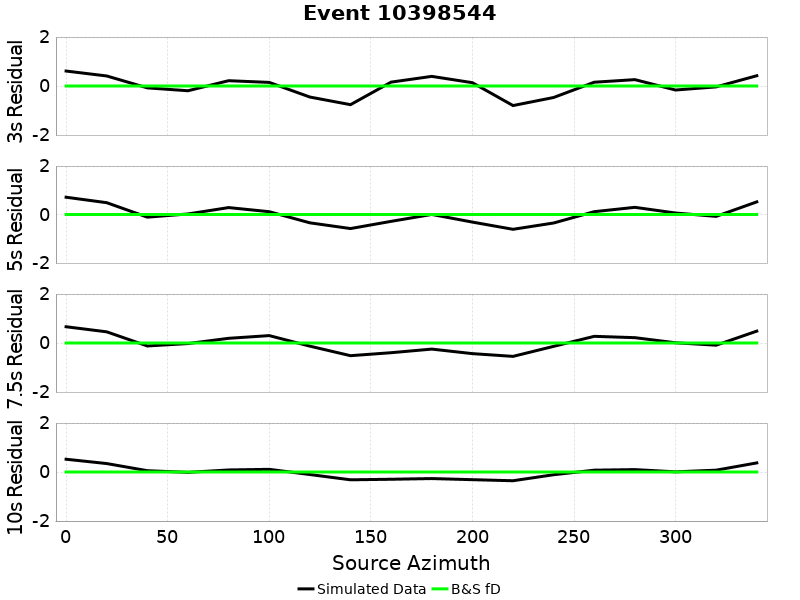 Event 10398544
3s Residual
2
0
-2
5s Residual
2
0
-2
7.5s Residual
2
0
-2
10s Residual
2
0
-2
0 50 100 150 200 250 300
Source Azimuth
Simulated Data B&S fD